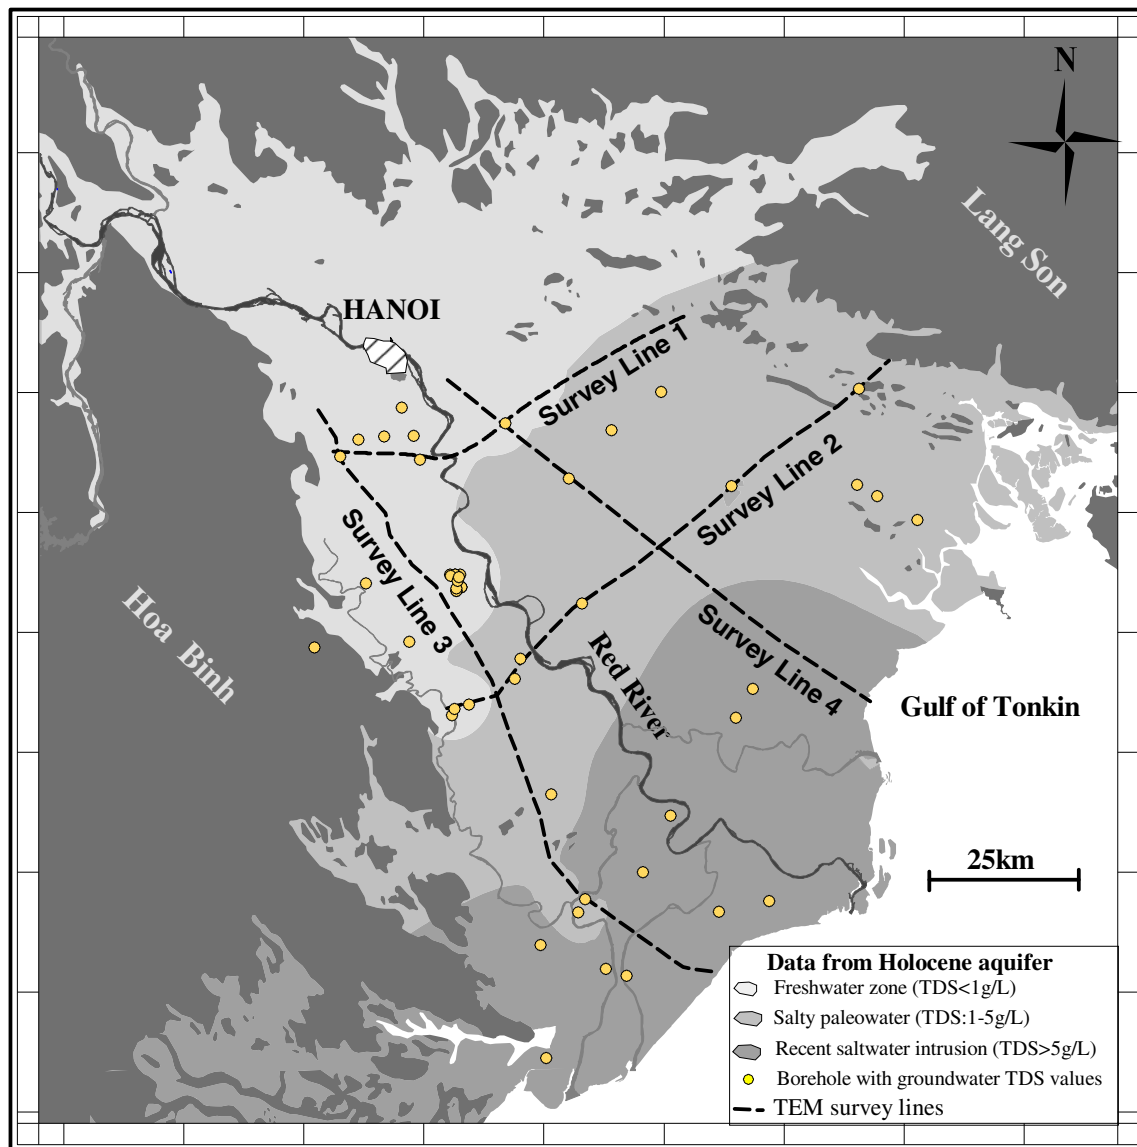 N
Lang Son
HANOI
Survey Line 1
Survey Line 2
Survey Line 3
Hoa Binh
Red River
Survey Line 4
Gulf of Tonkin
25km
Data from Holocene aquifer
Freshwater zone (TDS<1g/L)
Salty paleowater (TDS:1-5g/L)
Recent saltwater intrusion (TDS>5g/L)
Borehole with groundwater TDS values
TEM survey lines